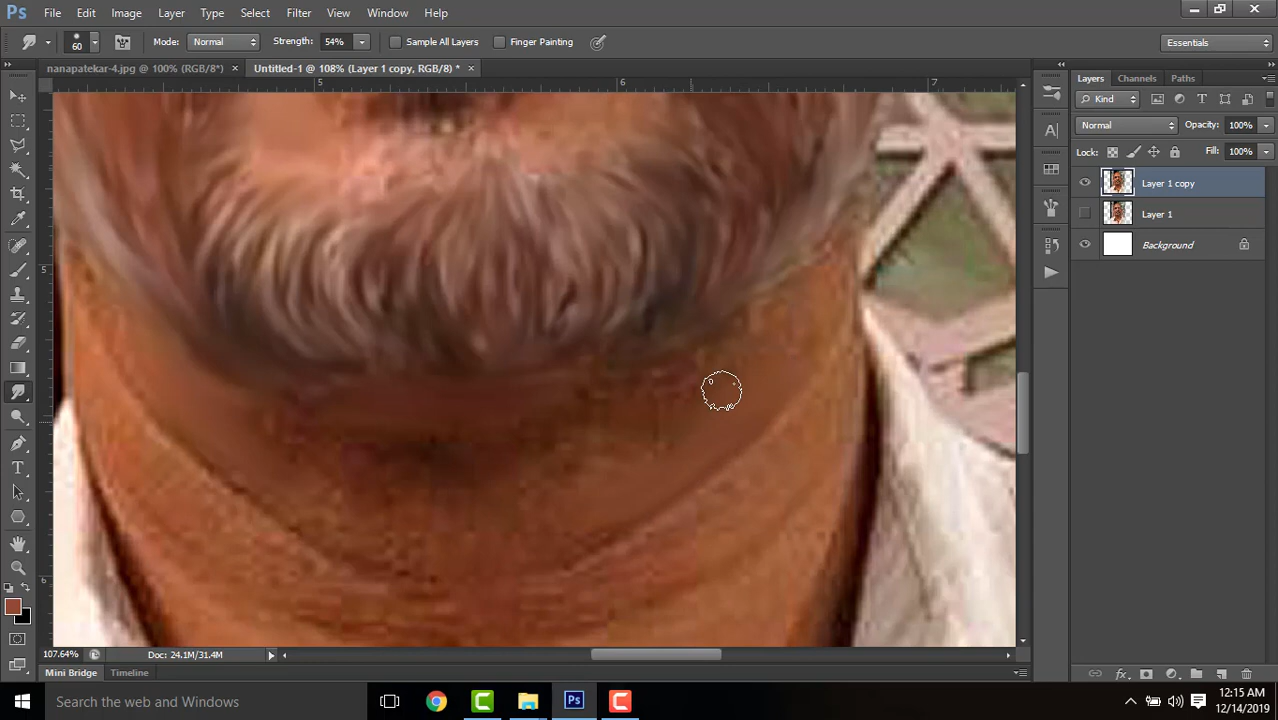 Ps File Edit Image Layer Type Select Filter View Window Help
60 Mode: Normal Strength: 54% Sample All Layers Finger Painting Essentials
nanapatekar-4.jpg @ 100% (RGB/8*) × Untitled-1 @ 108% (Layer 1 copy, RGB/8) * ×
5 6 7
Layers Channels Paths
Kind
Normal Opacity: 100%
Lock: Fill: 100%
Layer 1 copy
Layer 1
Background
5
6
107.64% Doc: 24.1M/31.4M
Mini Bridge Timeline
Search the web and Windows
12:15 AM
12/14/2019